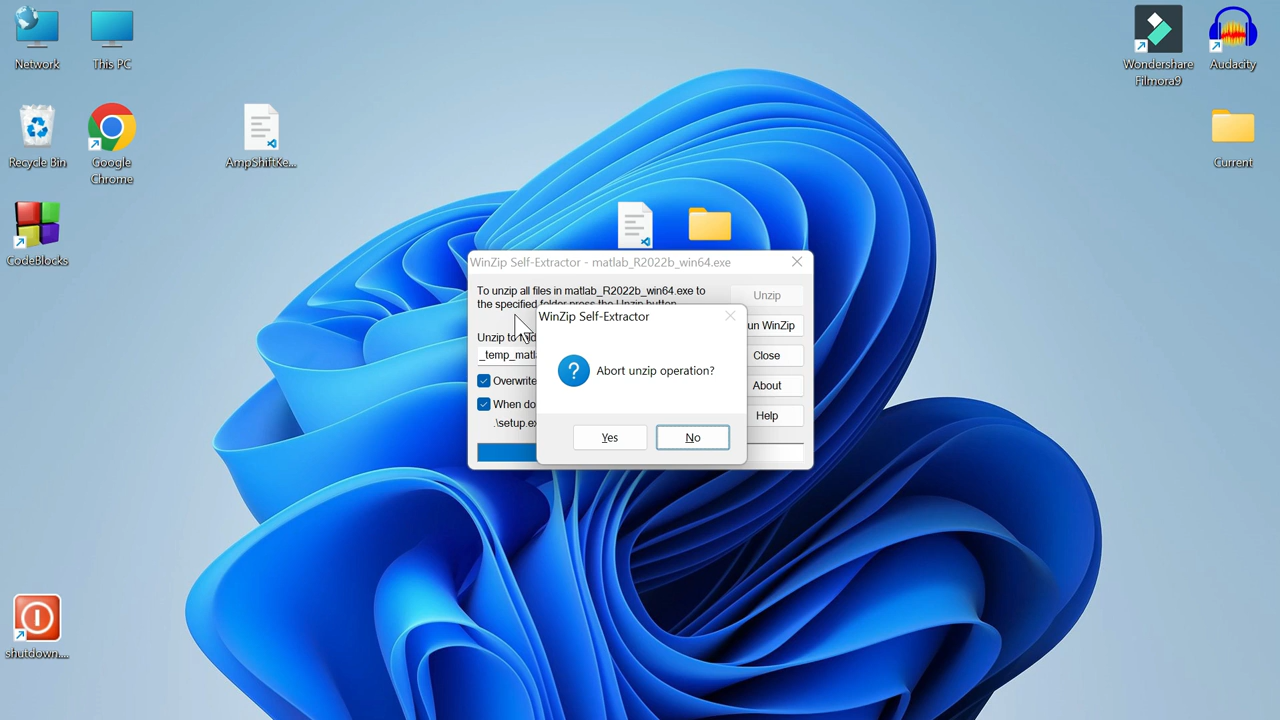 Network
This PC
Wondershare
Filmora9
Audacity
Recycle Bin
Google
Chrome
AmpShiftKe...
Current
CodeBlocks
WinZip Self-Extractor - matlab_R2022b_win64.exe
To unzip all files in matlab_R2022b_win64.exe to
the specified folder press the Unzip button.
Unzip
WinZip Self-Extractor
un WinZip
Unzip to
_temp_matl
Close
Abort unzip operation?
Overwrite
About
When do
Help
.\setup.ex
Yes
No
shutdown....